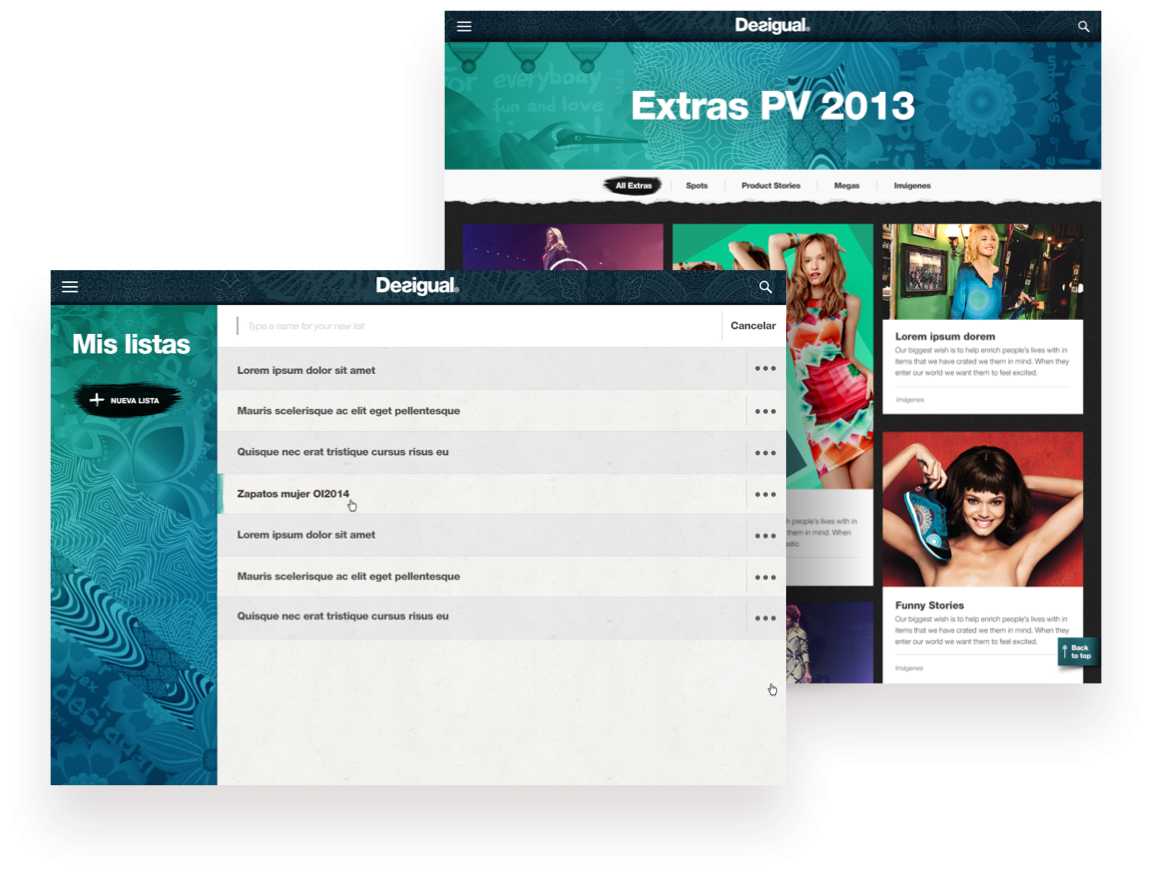 Desigual
for everybody
fun and love
Extras PV 2013
All Extras
Spots
Product Stories
Megas
Imágenes
Lorem ipsum dorem
Our biggest wish is to help enrich people's lives with in
items that we have crated we them in mind. When they
enter our world we want them to feel excited.
Imágenes
h people's lives with in
them in mind. When
stic
Funny Stories
Our biggest wish is to help enrich people's lives with in
items that we have crated we them in mind. When they
enter our world we want them to feel excited.
Imágenes
Back
to top
Desigual
Mis listas
NUEVA LISTA
Type a name for your new list
Cancelar
Lorem ipsum dolor sit amet
Mauris scelerisque ac elit eget pellentesque
Quisque nec erat tristique cursus risus eu
Zapatos mujer OI2014
Lorem ipsum dolor sit amet
Mauris scelerisque ac elit eget pellentesque
Quisque nec erat tristique cursus risus eu